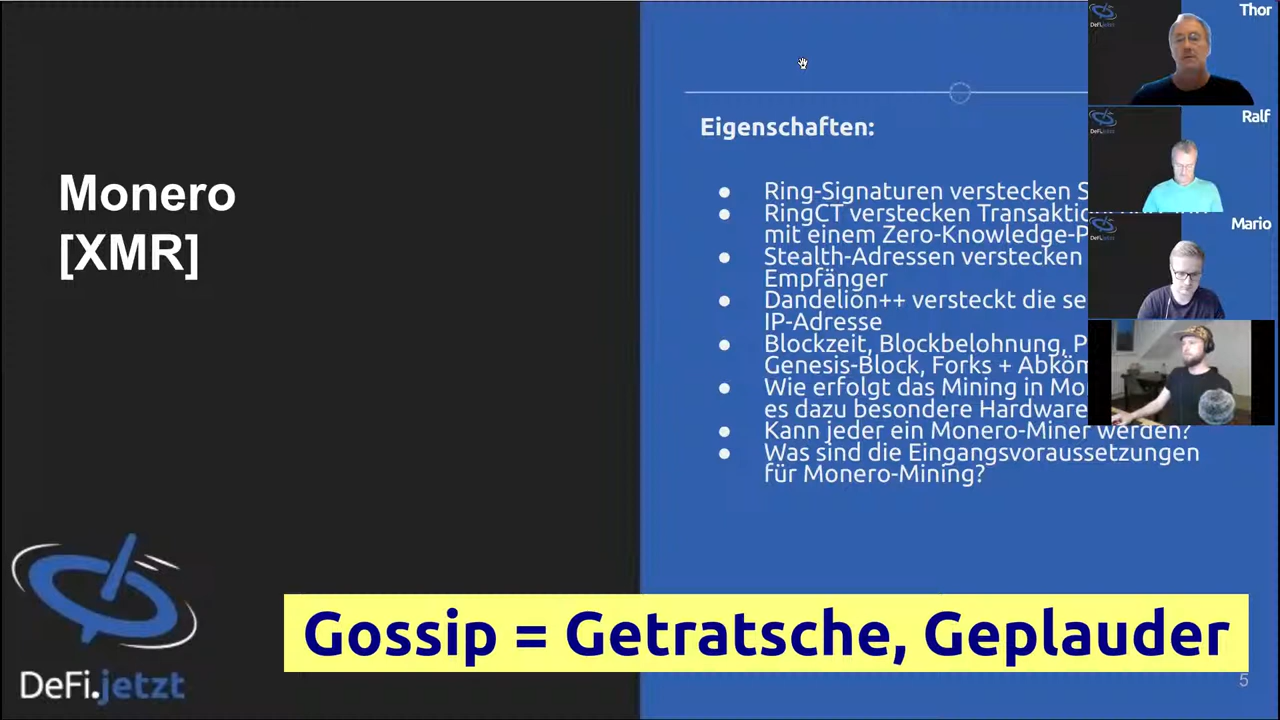 Monero
[XMR]
Eigenschaften:
● Ring-Signaturen verstecken
● RingCT verstecken
mit einem
● Stealth-Adressen verstecken
Empfänger
● Dandelion++ versteckt die
IP-Adresse
● Blockzeit, Blockbelohnung,
Genesis-Block, Forks +
● Wie erfolgt das Mining in
es dazu besondere Hardware
● Kann jeder ein Monero-Miner werden?
● Was sind die Eingangsvoraussetzungen
für Monero-Mining?
Thor
Ralf
Mario
Gossip = Getratsche, Geplauder
DeFi.jetzt
5